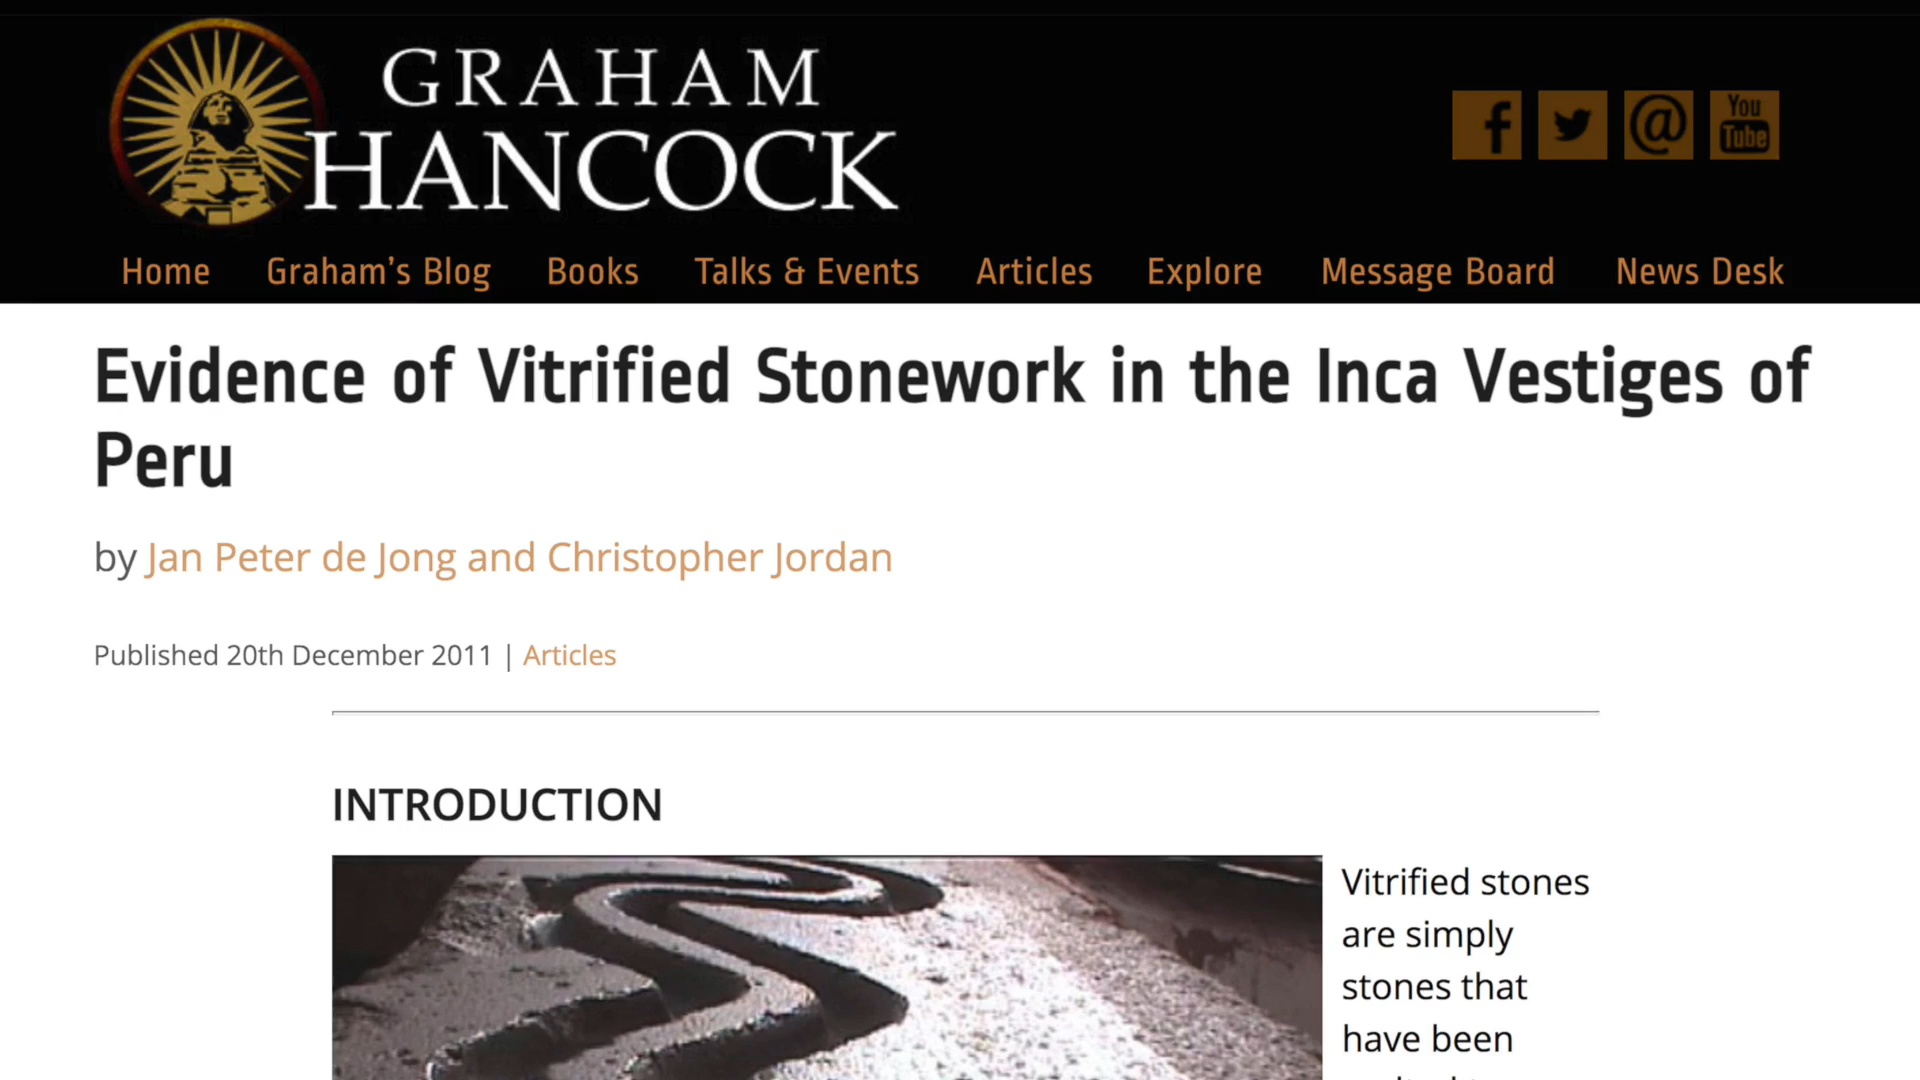 GRAHAM
HANCOCK
f
@
You
Tube
Home Graham's Blog Books Talks & Events Articles Explore Message Board News Desk
Evidence of Vitrified Stonework in the Inca Vestiges of
Peru
by Jan Peter de Jong and Christopher Jordan
Published 20th December 2011 | Articles
INTRODUCTION
Vitrified stones
are simply
stones that
have been